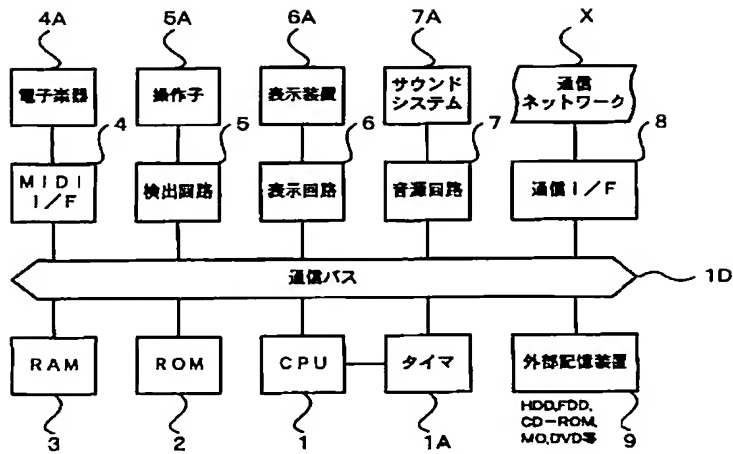 4A
5A
6A
7A
X
電子楽器
操作子
表示装置
サウンド
システム
通信
ネットワーク
4
5
6
7
8
MIDI
I/F
検出回路
表示回路
音源回路
通信I/F
通信バス
1D
RAM
ROM
CPU
タイマ
外部記憶装置
HDD,FDD,
CD-ROM,
MO,DVD等
3
2
1
1A
9